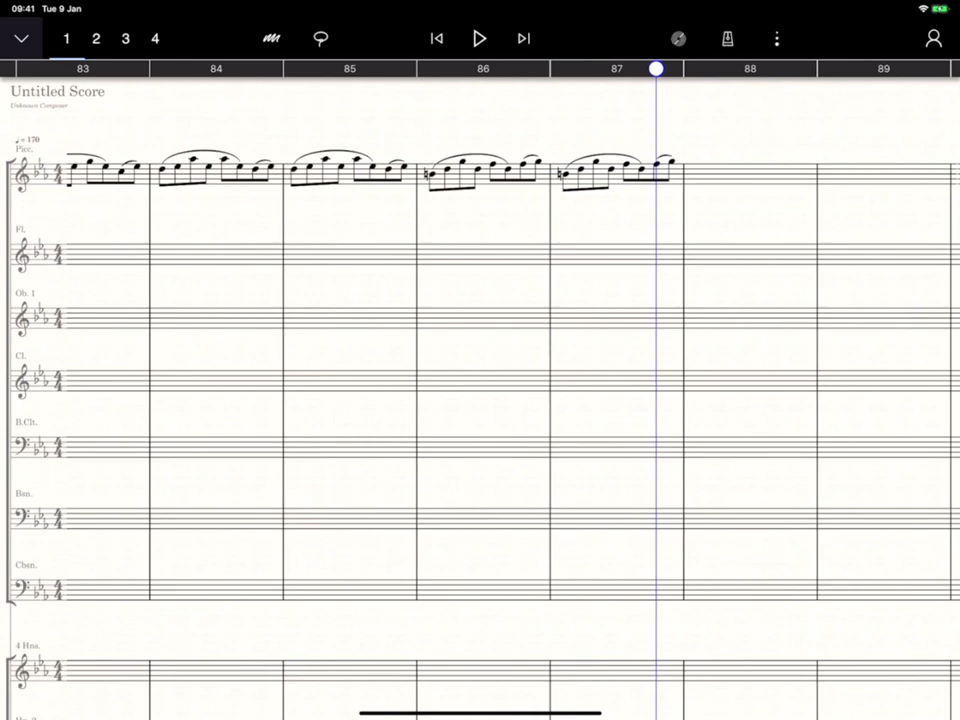 09:41 Tue 9 Jan
1 2 3 4
83 84 85 86 87 88 89
Untitled Score
Unknown Composer
♩ = 170
Picc.
Fl.
Ob. 1
Cl.
B.Clt.
Bsn.
Cbsn.
4 Hns.